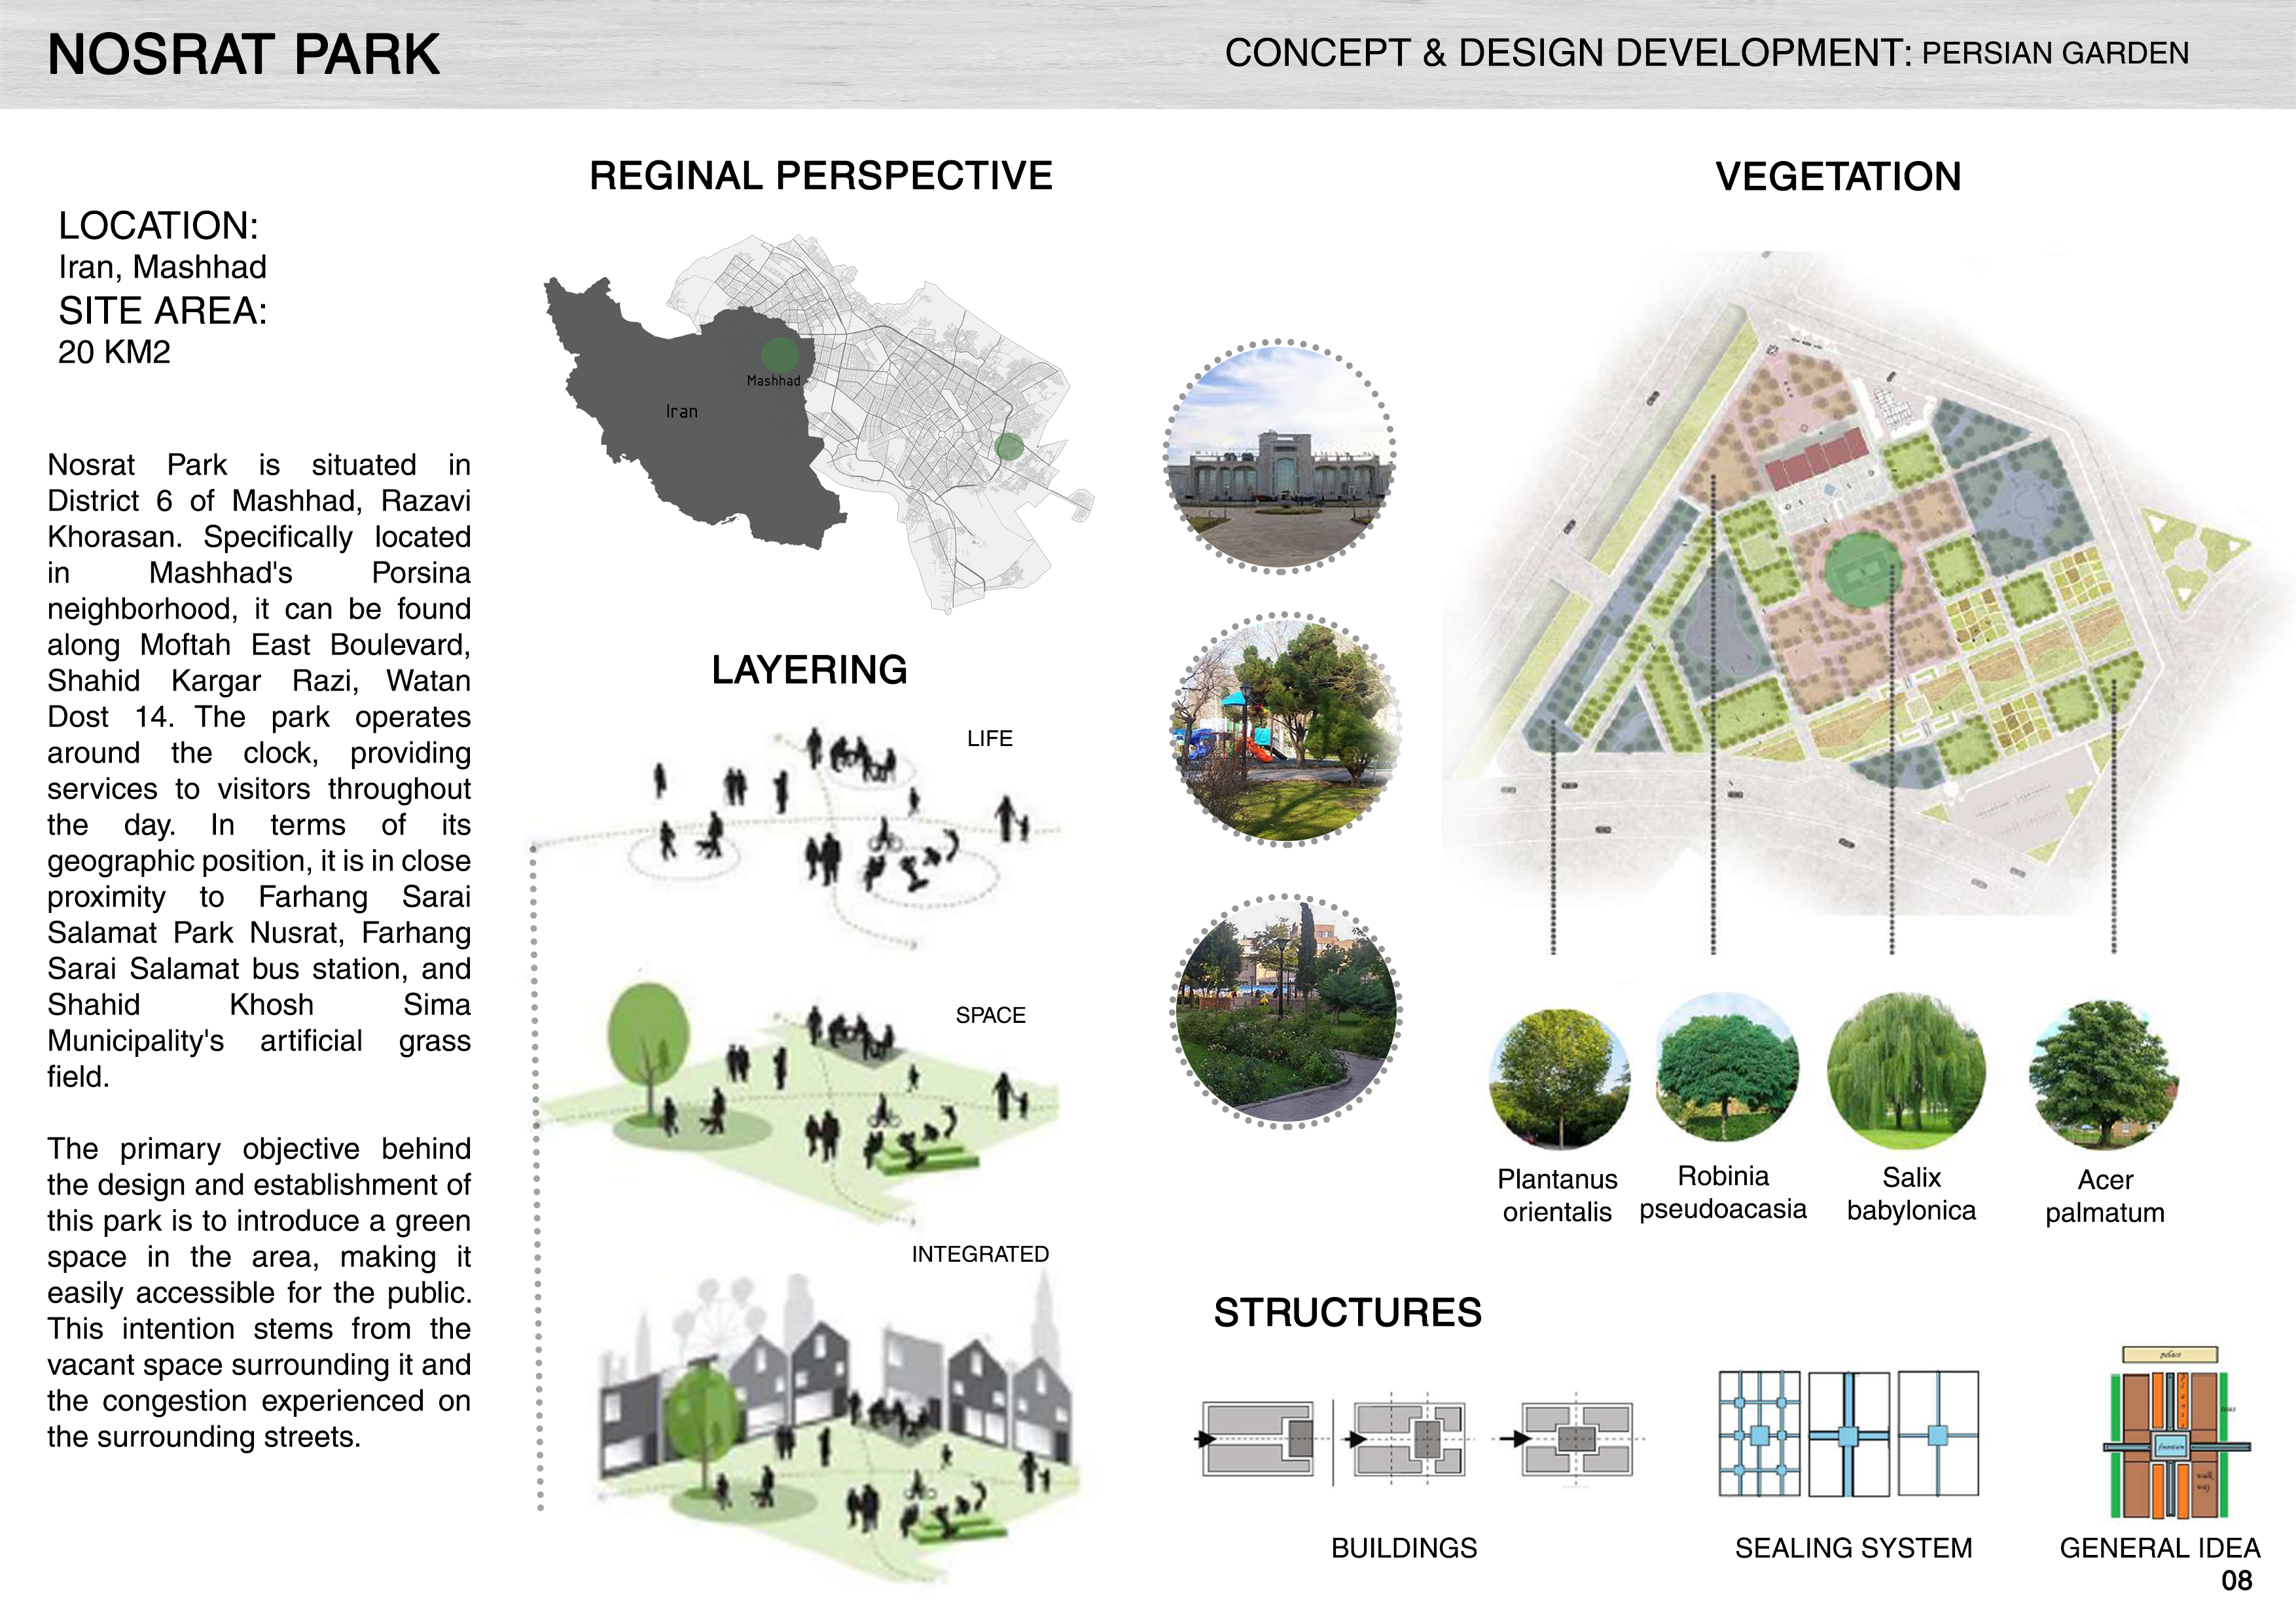 NOSRAT PARK
CONCEPT & DESIGN DEVELOPMENT: PERSIAN GARDEN
LOCATION:
Iran, Mashhad
SITE AREA:
20 KM2
Nosrat Park is situated in
District 6 of Mashhad, Razavi
Khorasan. Specifically located
in Mashhad's Porsina
neighborhood, it can be found
along Moftah East Boulevard,
Shahid Kargar Razi, Watan
Dost 14. The park operates
around the clock, providing
services to visitors throughout
the day. In terms of its
geographic position, it is in close
proximity to Farhang Sarai
Salamat Park Nusrat, Farhang
Sarai Salamat bus station, and
Shahid Khosh Sima
Municipality's artificial grass
field.
The primary objective behind
the design and establishment of
this park is to introduce a green
space in the area, making it
easily accessible for the public.
This intention stems from the
vacant space surrounding it and
the congestion experienced on
the surrounding streets.
REGINAL PERSPECTIVE
Mashhad
Iran
LAYERING
LIFE
SPACE
INTEGRATED
VEGETATION
Plantanus
orientalis
Robinia
pseudoacasia
Salix
babylonica
Acer
palmatum
STRUCTURES
BUILDINGS
SEALING SYSTEM
palace
fountain
walk
way
GENERAL IDEA
08